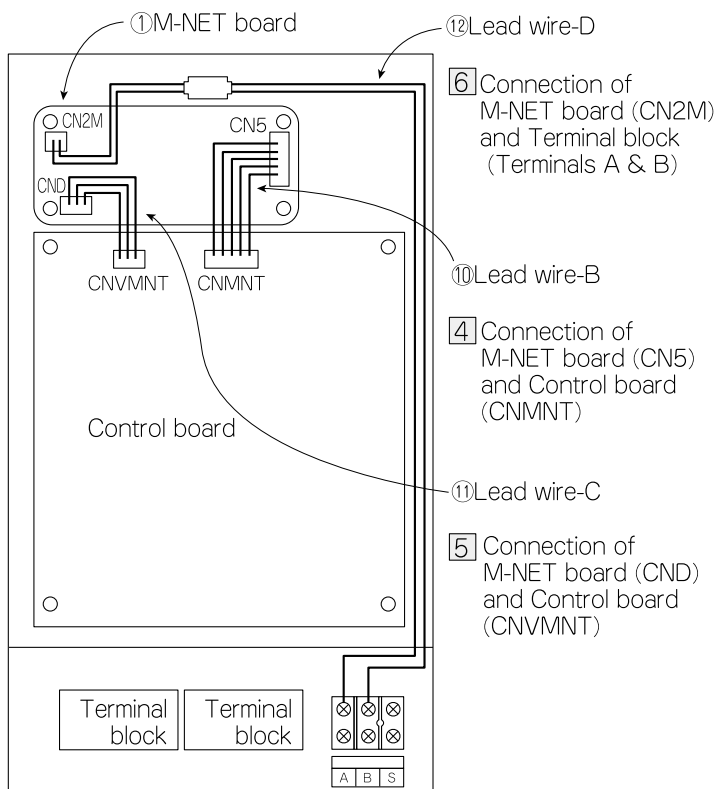 ①M-NET board
⑫Lead wire-D
6 Connection of
M-NET board (CN2M)
and Terminal block
(Terminals A & B)
CN2M
CN5
CND
CNVMNT
CNMNT
⑩Lead wire-B
4 Connection of
M-NET board (CN5)
and Control board
(CNMNT)
Control board
⑪Lead wire-C
5 Connection of
M-NET board (CND)
and Control board
(CNVMNT)
Terminal
block
Terminal
block
A B S